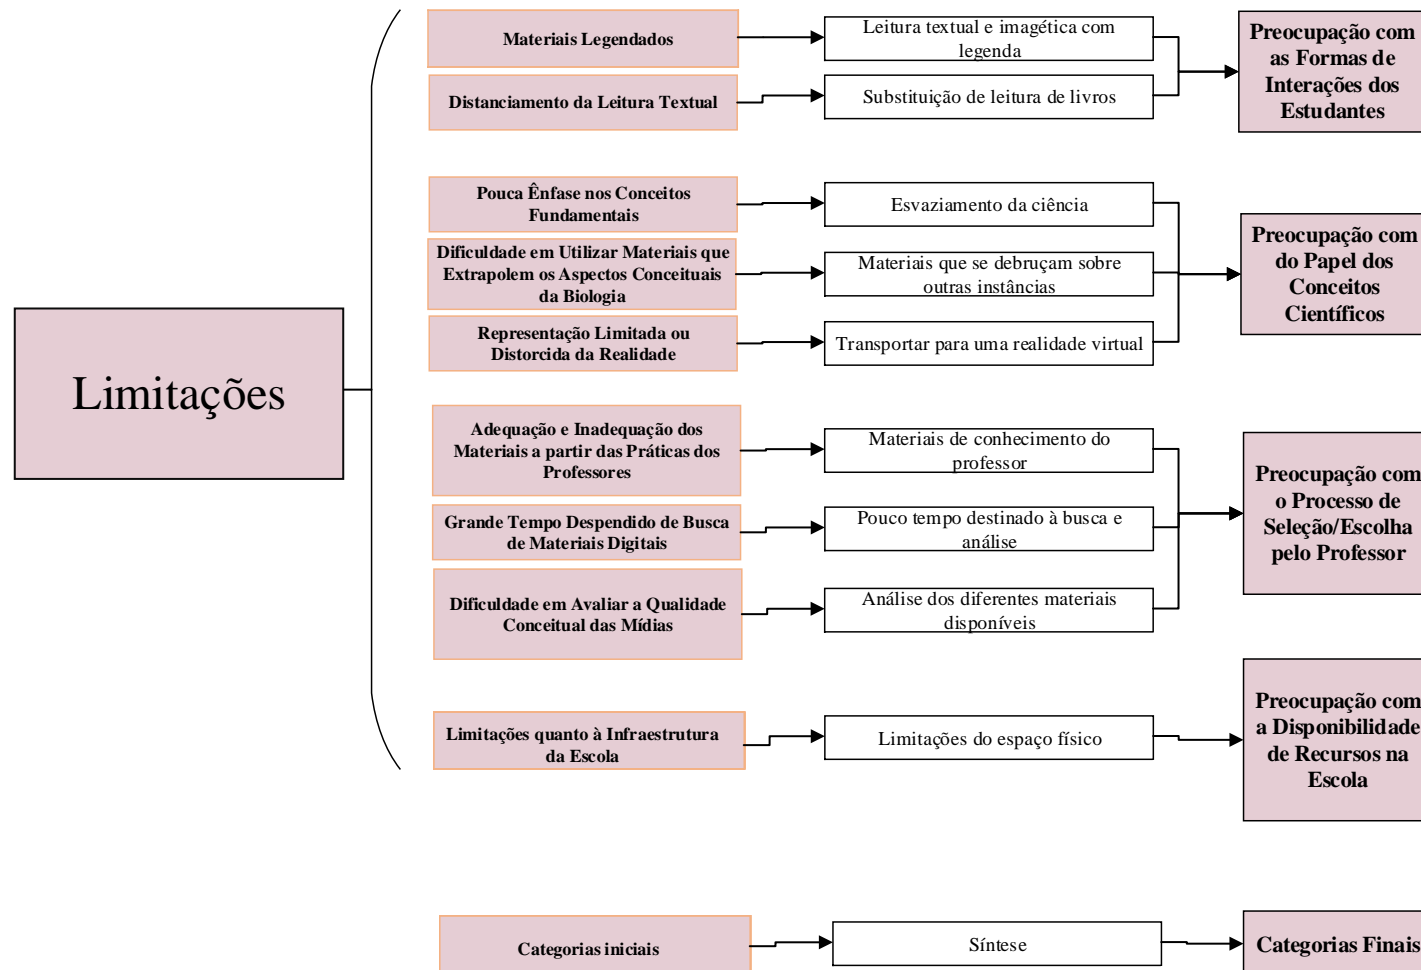 Limitações
Materiais Legendados
Leitura textual e imagética com
legenda
Distanciamento da Leitura Textual
Substituição de leitura de livros
Preocupação com
as Formas de
Interações dos
Estudantes
Pouca Ênfase nos Conceitos
Fundamentais
Esvaziamento da ciência
Dificuldade em Utilizar Materiais que
Extrapolem os Aspectos Conceituais
da Biologia
Materiais que se debruçam sobre
outras instâncias
Representação Limitada ou
Distorcida da Realidade
Transportar para uma realidade virtual
Preocupação com
do Papel dos
Conceitos
Científicos
Adequação e Inadequação dos
Materiais a partir das Práticas dos
Professores
Materiais de conhecimento do
professor
Grande Tempo Despendido de Busca
de Materiais Digitais
Pouco tempo destinado à busca e
análise
Dificuldade em Avaliar a Qualidade
Conceitual das Mídias
Análise dos diferentes materiais
disponíveis
Preocupação com
o Processo de
Seleção/Escolha
pelo Professor
Limitações quanto à Infraestrutura
da Escola
Limitações do espaço físico
Preocupação com
a Disponibilidade
de Recursos na
Escola
Categorias iniciais
Síntese
Categorias Finais